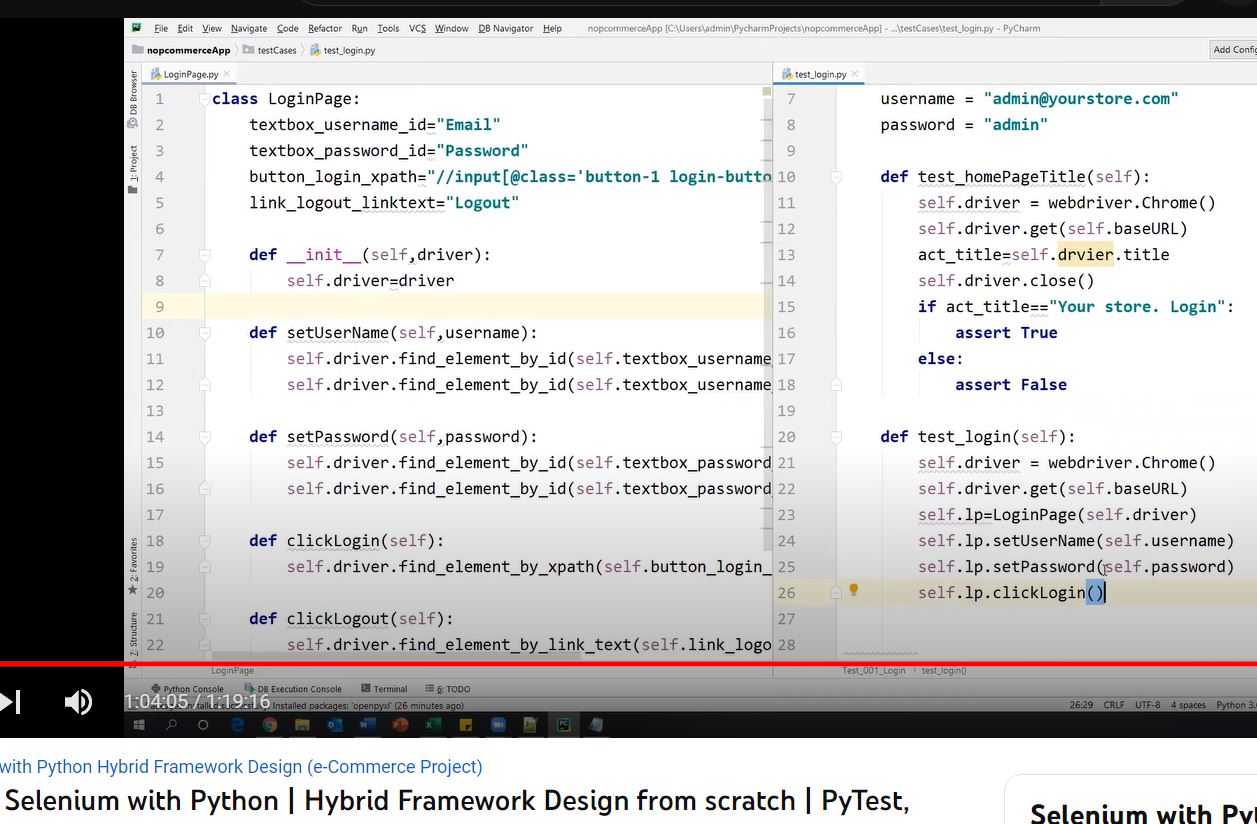 File Edit View Navigate Code Refactor Run Tools VCS Window DB Navigator Help nopcommerceApp [C:\Users\admin\PycharmProjects\nopcommerceApp] - ...\testCases\test_login.py - PyCharm
nopcommerceApp testCases test_login.py
Add Config
DB Browser
1: Project
2: Favorites
7: Structure
LoginPage.py
1 class LoginPage:
2 textbox_username_id="Email"
3 textbox_password_id="Password"
4 button_login_xpath="//input[@class='button-1 login-butto
5 link_logout_linktext="Logout"
6
7 def __init__(self,driver):
8 self.driver=driver
9
10 def setUserName(self,username):
11 self.driver.find_element_by_id(self.textbox_username
12 self.driver.find_element_by_id(self.textbox_username
13
14 def setPassword(self,password):
15 self.driver.find_element_by_id(self.textbox_password
16 self.driver.find_element_by_id(self.textbox_password
17
18 def clickLogin(self):
19 self.driver.find_element_by_xpath(self.button_login_
20
21 def clickLogout(self):
22 self.driver.find_element_by_link_text(self.link_logo
LoginPage
test_login.py
7 username = "admin@yourstore.com"
8 password = "admin"
9
10 def test_homePageTitle(self):
11 self.driver = webdriver.Chrome()
12 self.driver.get(self.baseURL)
13 act_title=self.drvier.title
14 self.driver.close()
15 if act_title=="Your store. Login":
16 assert True
17 else:
18 assert False
19
20 def test_login(self):
21 self.driver = webdriver.Chrome()
22 self.driver.get(self.baseURL)
23 self.lp=LoginPage(self.driver)
24 self.lp.setUserName(self.username)
25 self.lp.setPassword(self.password)
26 self.lp.clickLogin()
27
28
Test_001_Login test_login()
Python Console DB Execution Console Terminal 6: TODO
1:04:05 / 1:19:16
Installed packages: 'openpyxl' (26 minutes ago)
26:29 CRLF UTF-8 4 spaces Python 3.
with Python Hybrid Framework Design (e-Commerce Project)
Selenium with Python | Hybrid Framework Design from scratch | PyTest,
Selenium with Pyt